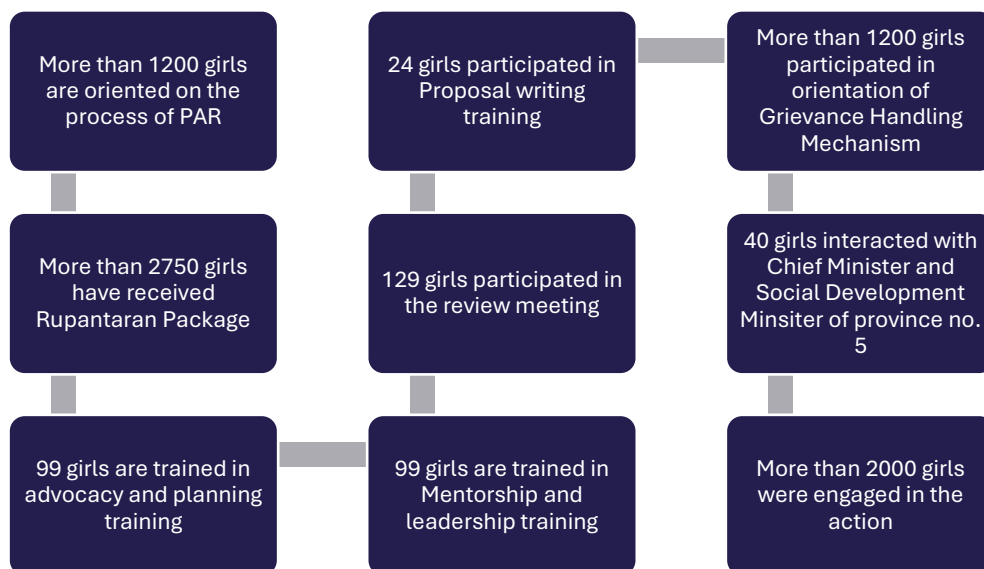 More than 1200 girls
are oriented on the
process of PAR
More than 2750 girls
have received
Rupantaran Package
99 girls are trained in
advocacy and planning
training
99 girls are trained in
Mentorship and
leadership training
129 girls participated in
the review meeting
24 girls participated in
Proposal writing
training
More than 1200 girls
participated in
orientation of
Grievance Handling
Mechanism
40 girls interacted with
Chief Minister and
Social Development
Minsiter of province no.
5
More than 2000 girls
were engaged in the
action